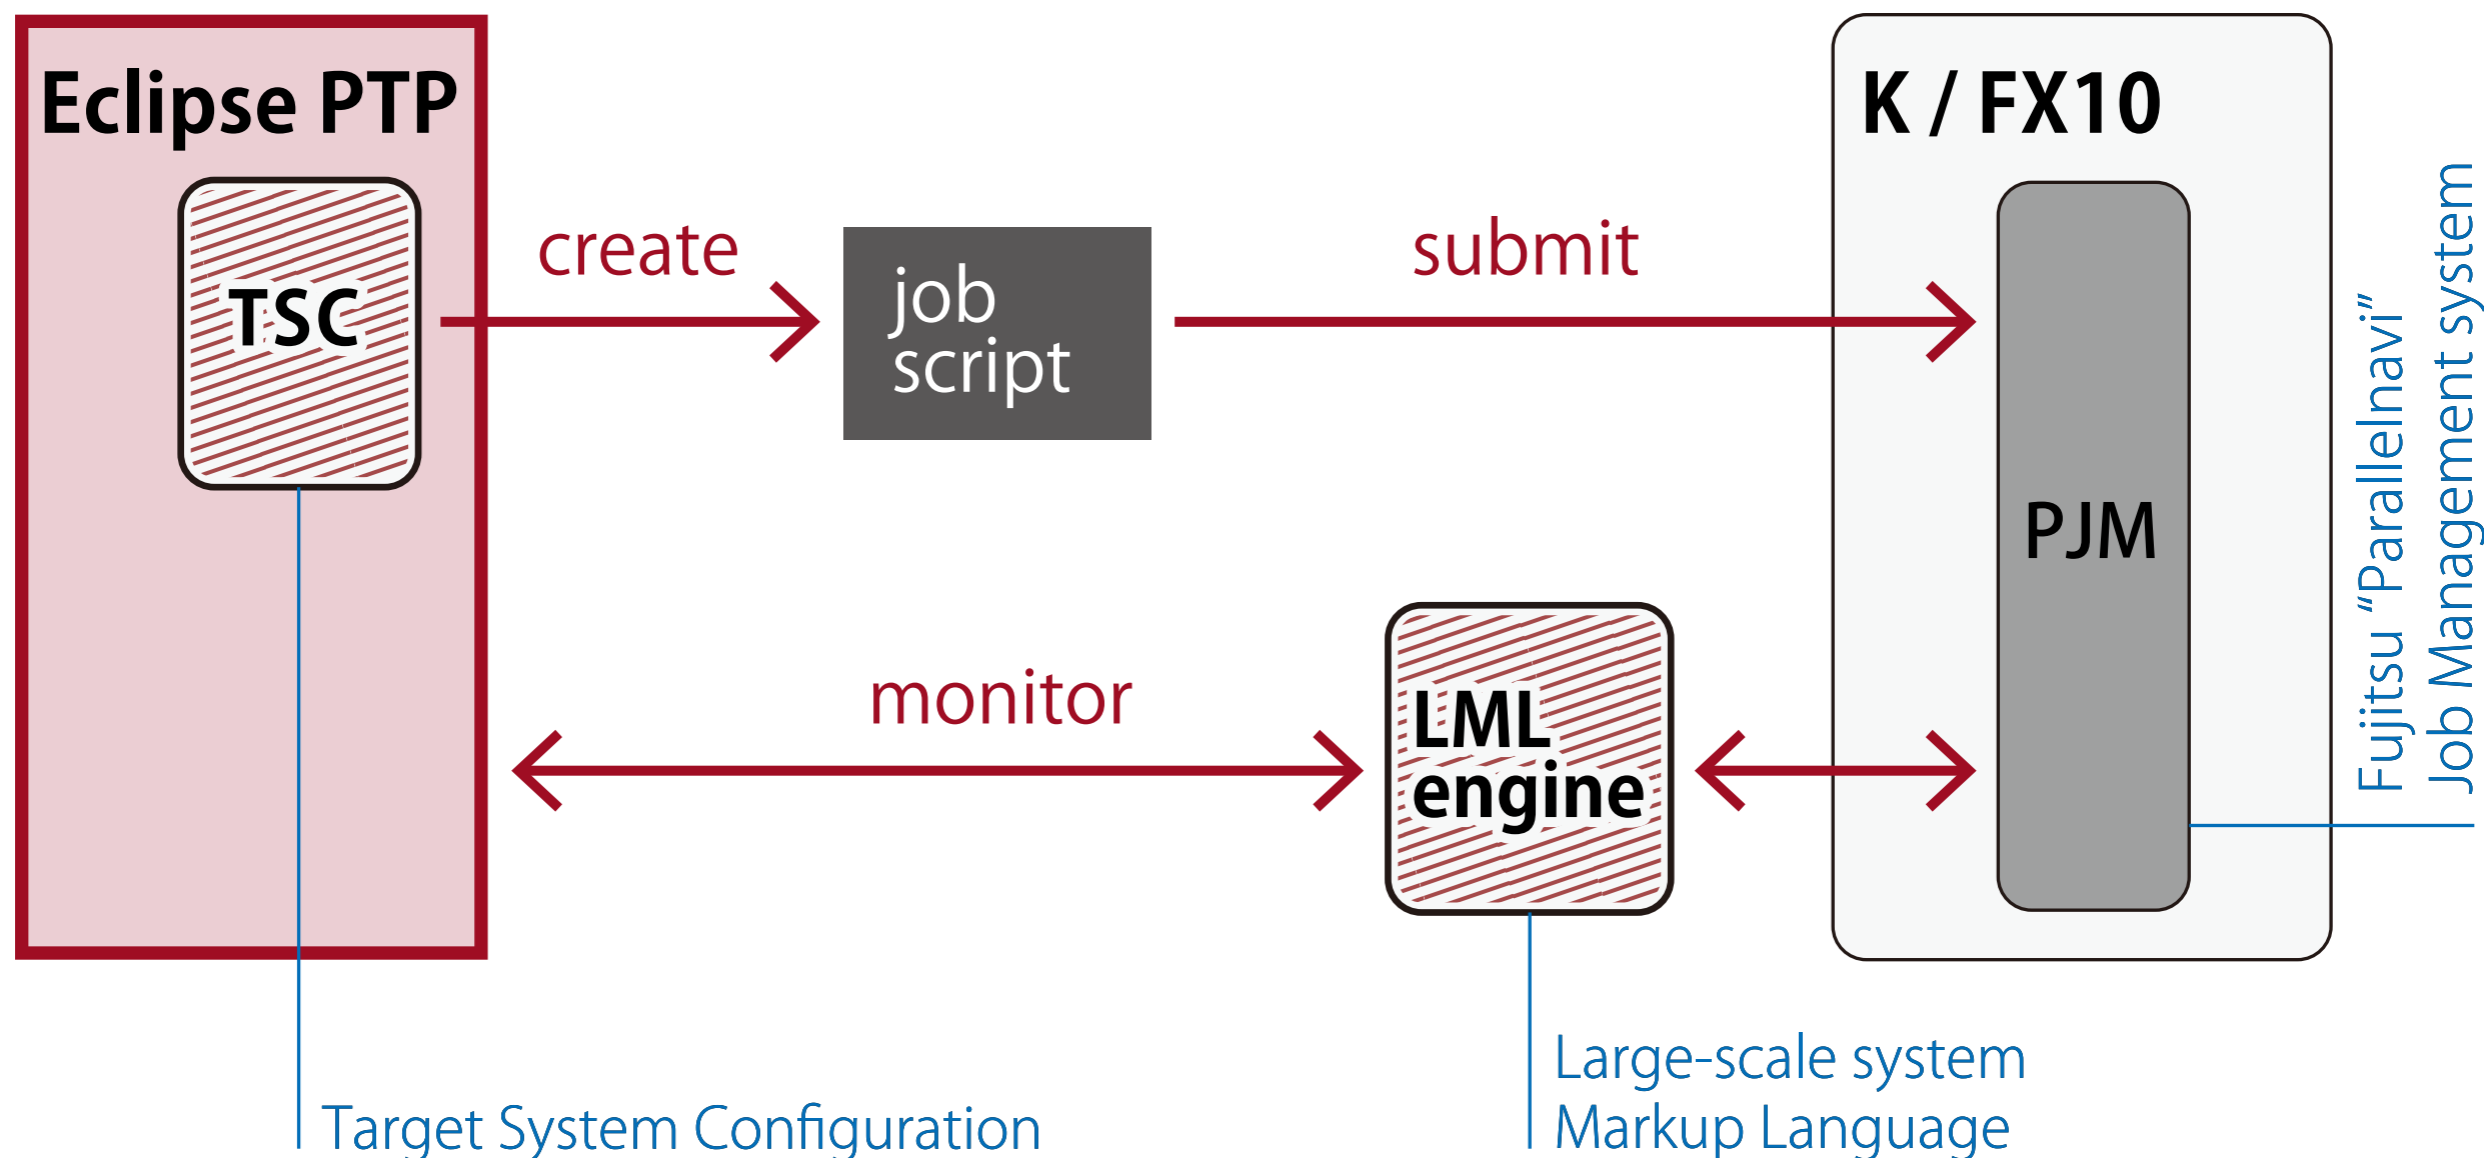 Eclipse PTP
K / FX10
TSC
create
job
script
submit
PJM
Fujitsu “Parallelnavi”
Job Management system
monitor
LML
engine
Large-scale system
Markup Language
Target System Configuration